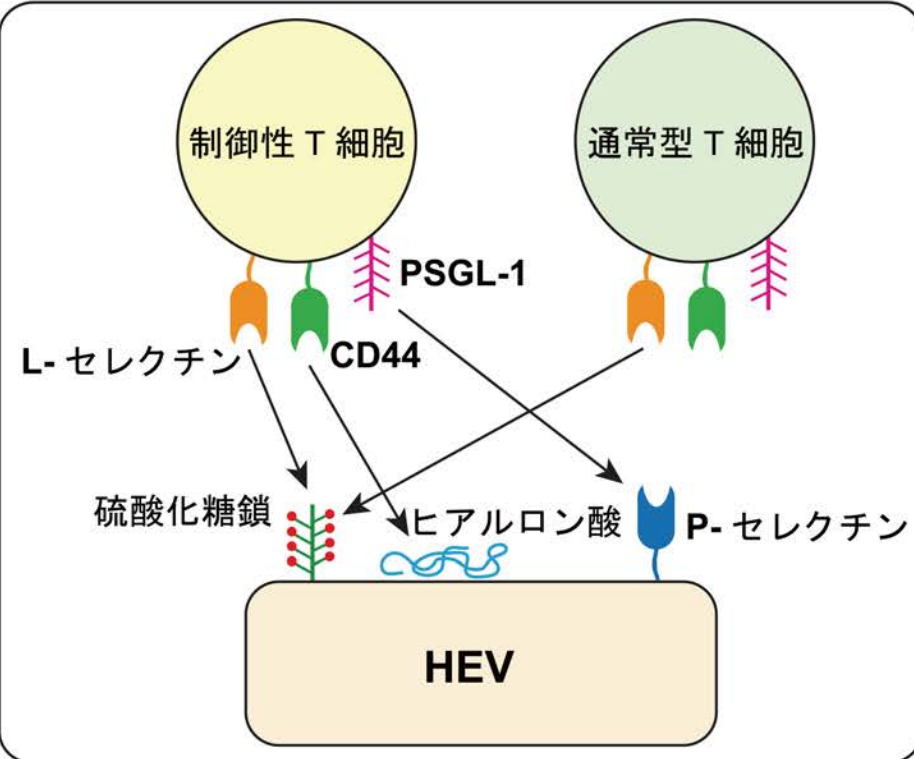 制御性 T 細胞
通常型 T 細胞
PSGL-1
L- セレクチン
CD44
硫酸化糖鎖
ヒアルロン酸
P- セレクチン
HEV